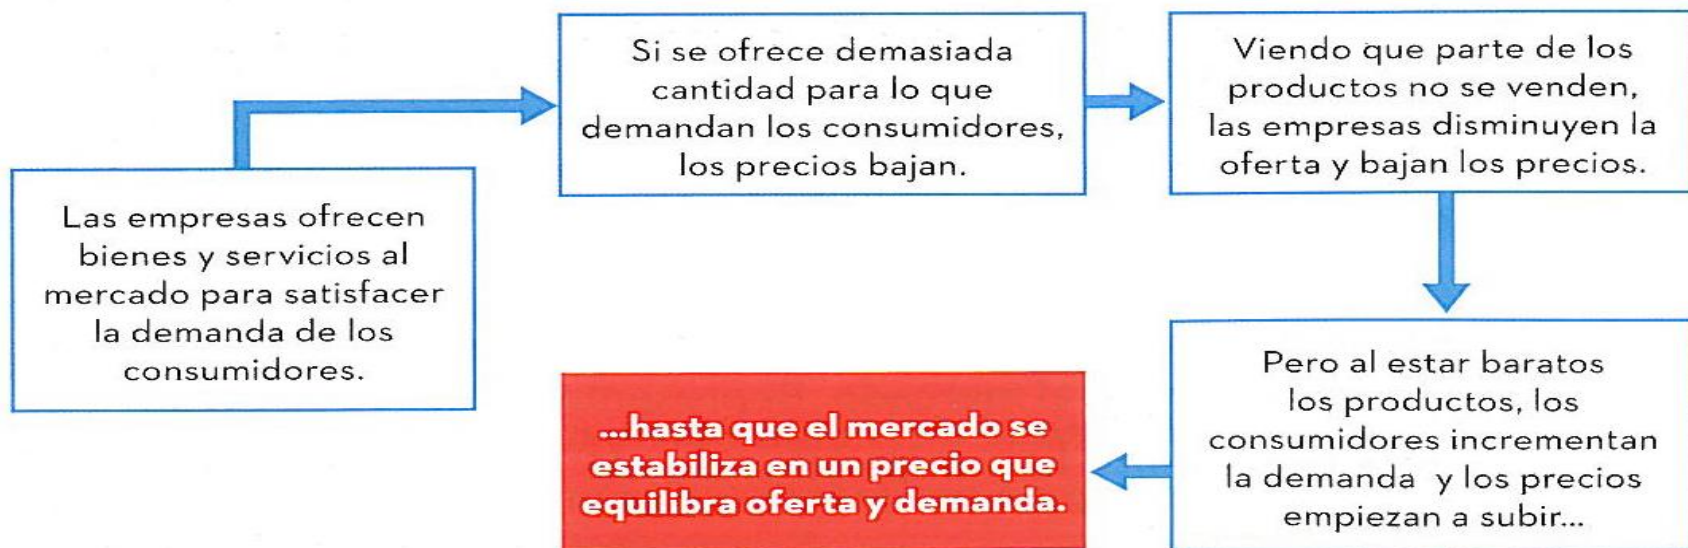 Las empresas ofrecen
bienes y servicios al
mercado para satisfacer
la demanda de los
consumidores.
Si se ofrece demasiada
cantidad para lo que
demandan los consumidores,
los precios bajan.
Viendo que parte de los
productos no se venden,
las empresas disminuyen la
oferta y bajan los precios.
Pero al estar baratos
los productos, los
consumidores incrementan
la demanda y los precios
empiezan a subir...
...hasta que el mercado se
estabiliza en un precio que
equilibra oferta y demanda.